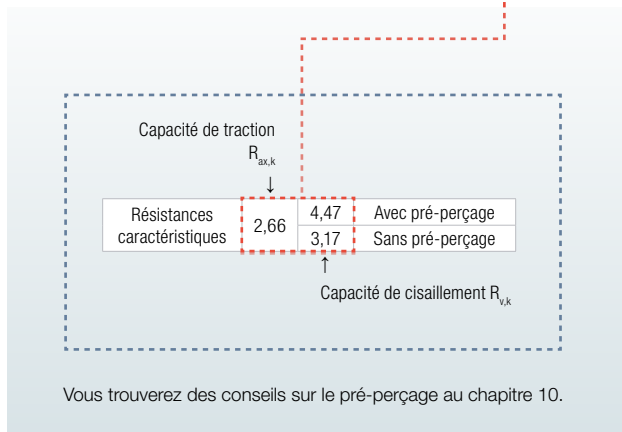 Capacité de traction
R ax,k
↓
Résistances
caractéristiques
2,66
4,47 Avec pré-perçage
3,17 Sans pré-perçage
↑
Capacité de cisaillement R v,k
Vous trouverez des conseils sur le pré-perçage au chapitre 10.